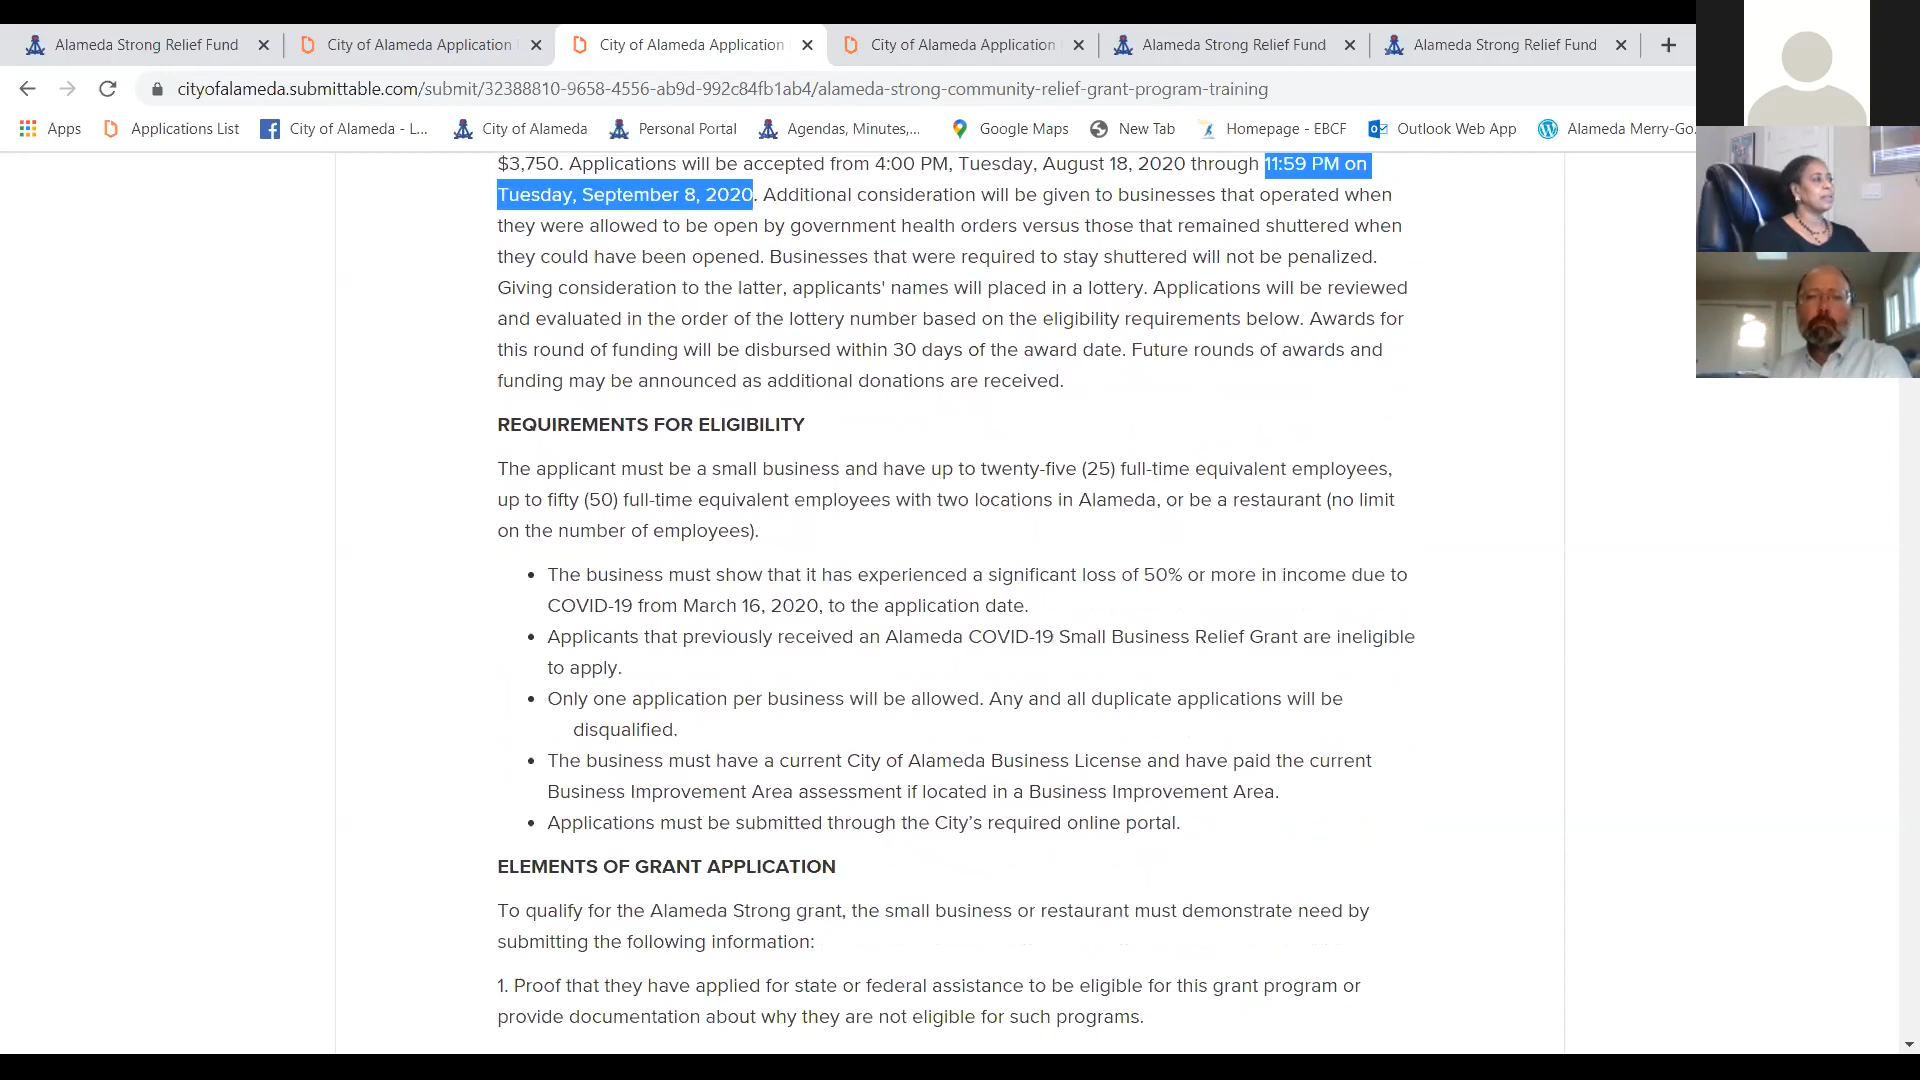 Alameda Strong Relief Fund
City of Alameda Application
City of Alameda Application
City of Alameda Application
Alameda Strong Relief Fund
Alameda Strong Relief Fund
cityofalameda.submittable.com/submit/32388810-9658-4556-ab9d-992c84fb1ab4/alameda-strong-community-relief-grant-program-training
Apps
Applications List
City of Alameda - L...
City of Alameda
Personal Portal
Agendas, Minutes,...
Google Maps
New Tab
Homepage - EBCF
Outlook Web App
Alameda Merry-Go.
$3,750. Applications will be accepted from 4:00 PM, Tuesday, August 18, 2020 through 11:59 PM on
Tuesday, September 8, 2020. Additional consideration will be given to businesses that operated when
they were allowed to be open by government health orders versus those that remained shuttered when
they could have been opened. Businesses that were required to stay shuttered will not be penalized.
Giving consideration to the latter, applicants' names will placed in a lottery. Applications will be reviewed
and evaluated in the order of the lottery number based on the eligibility requirements below. Awards for
this round of funding will be disbursed within 30 days of the award date. Future rounds of awards and
funding may be announced as additional donations are received.
REQUIREMENTS FOR ELIGIBILITY
The applicant must be a small business and have up to twenty-five (25) full-time equivalent employees,
up to fifty (50) full-time equivalent employees with two locations in Alameda, or be a restaurant (no limit
on the number of employees).
• The business must show that it has experienced a significant loss of 50% or more in income due to
COVID-19 from March 16, 2020, to the application date.
• Applicants that previously received an Alameda COVID-19 Small Business Relief Grant are ineligible
to apply.
• Only one application per business will be allowed. Any and all duplicate applications will be
disqualified.
• The business must have a current City of Alameda Business License and have paid the current
Business Improvement Area assessment if located in a Business Improvement Area.
• Applications must be submitted through the City’s required online portal.
ELEMENTS OF GRANT APPLICATION
To qualify for the Alameda Strong grant, the small business or restaurant must demonstrate need by
submitting the following information:
1. Proof that they have applied for state or federal assistance to be eligible for this grant program or
provide documentation about why they are not eligible for such programs.